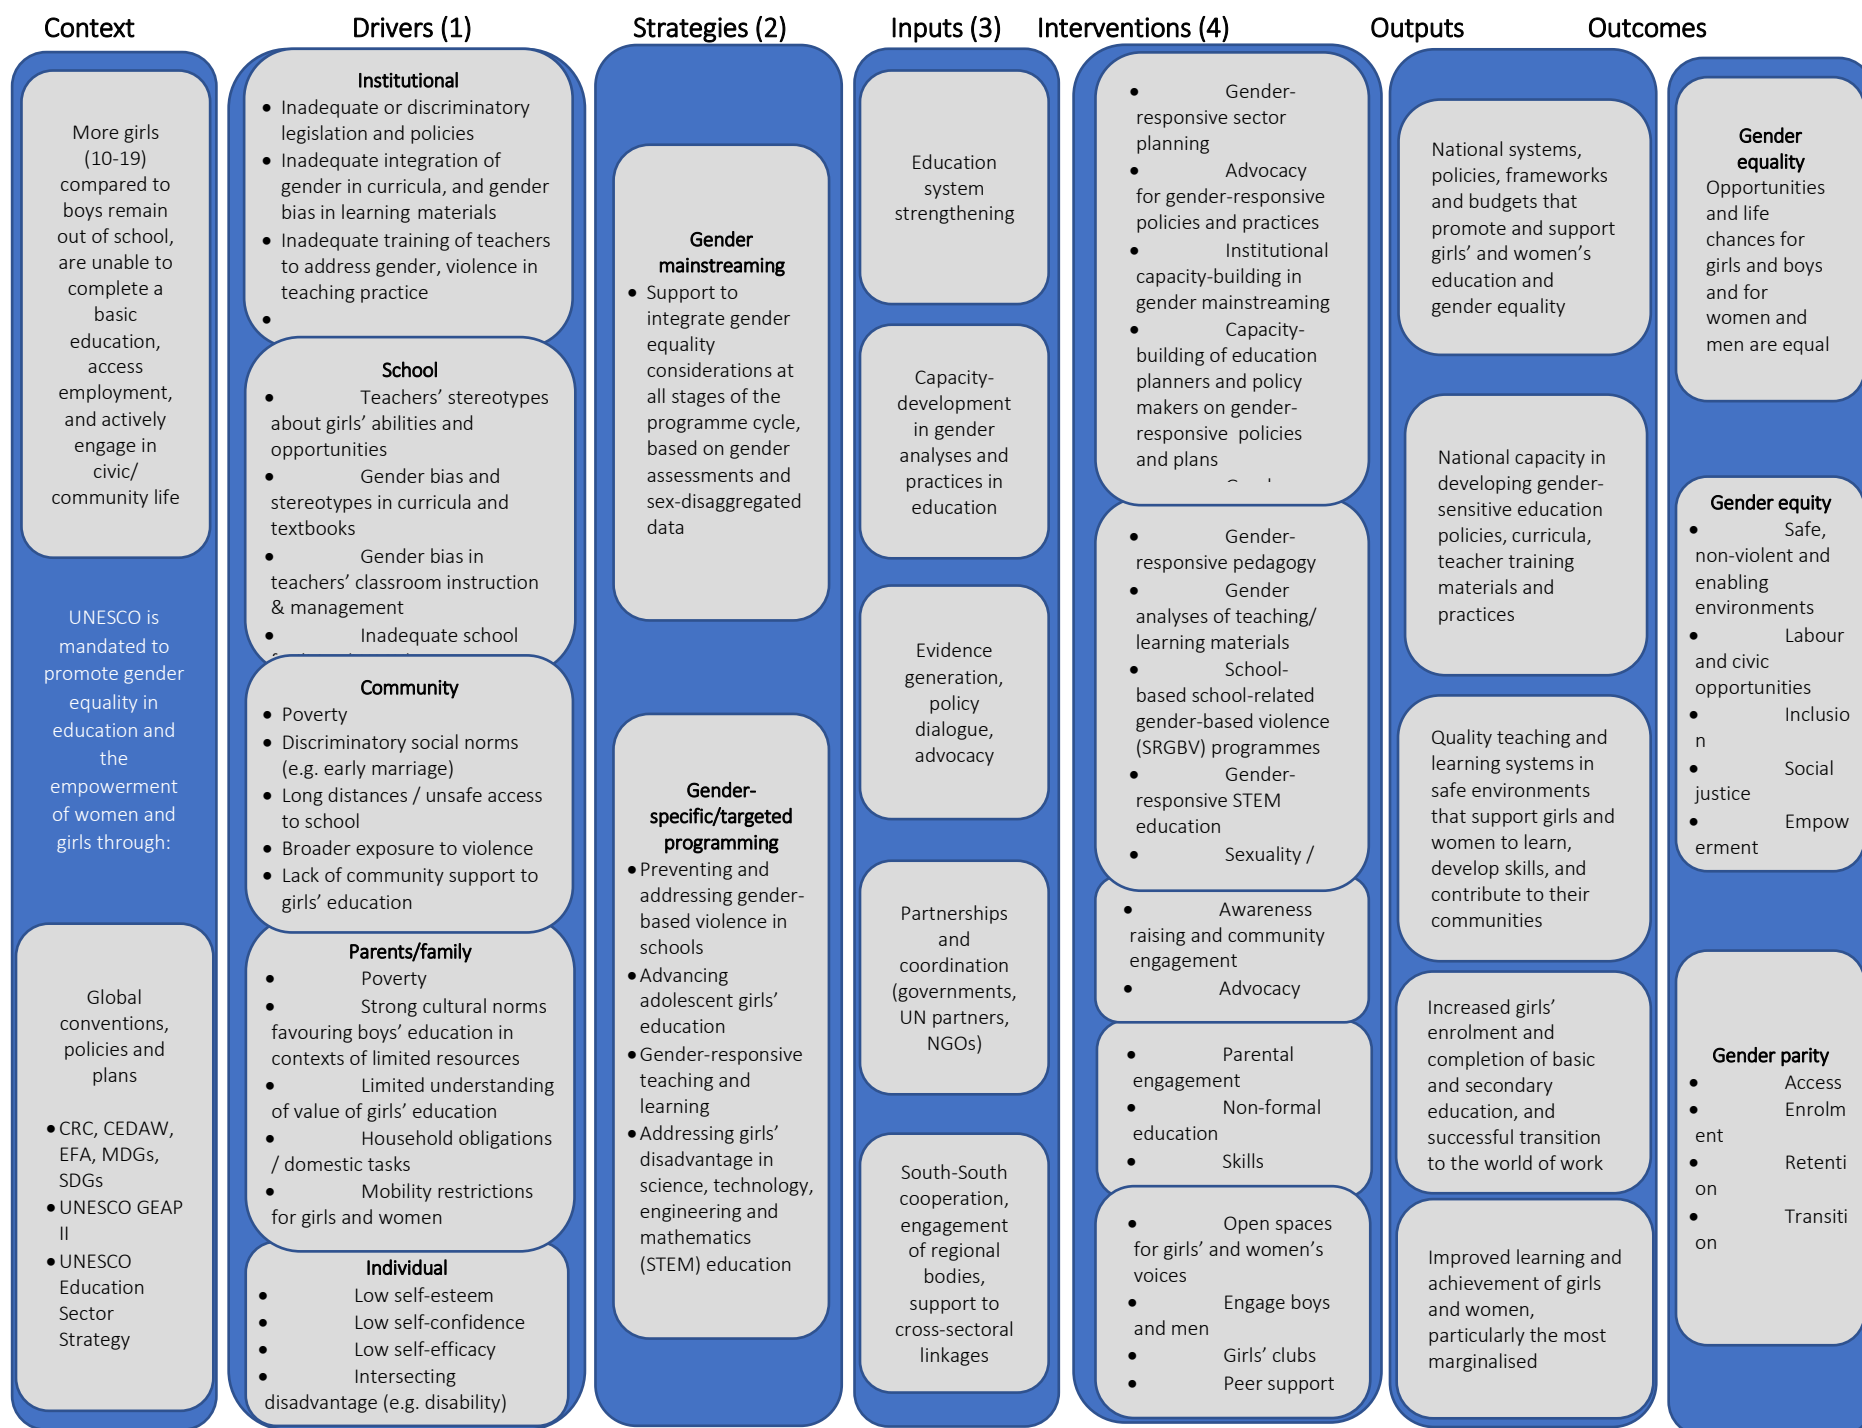 Context
Drivers (1)
Strategies (2)
Inputs (3)
Interventions (4)
Outputs
Outcomes
More girls
(10-19)
compared to
boys remain
out of school,
are unable to
complete a
basic
education,
access
employment,
and actively
engage in
civic/
community life
UNESCO is
mandated to
promote gender
equality in
education and
the
empowerment
of women and
girls through:
Global
conventions,
policies and
plans
• CRC, CEDAW,
EFA, MDGs,
SDGs
• UNESCO GEAP
II
• UNESCO
Education
Sector
Strategy
Institutional
• Inadequate or discriminatory
legislation and policies
• Inadequate integration of
gender in curricula, and gender
bias in learning materials
• Inadequate training of teachers
to address gender, violence in
teaching practice
•
School
• Teachers’ stereotypes
about girls’ abilities and
opportunities
• Gender bias and
stereotypes in curricula and
textbooks
• Gender bias in
teachers’ classroom instruction
& management
• Inadequate school
Community
• Poverty
• Discriminatory social norms
(e.g. early marriage)
• Long distances / unsafe access
to school
• Broader exposure to violence
• Lack of community support to
girls’ education
Parents/family
• Poverty
• Strong cultural norms
favouring boys’ education in
contexts of limited resources
• Limited understanding
of value of girls’ education
• Household obligations
/ domestic tasks
• Mobility restrictions
for girls and women
Individual
• Low self-esteem
• Low self-confidence
• Low self-efficacy
• Intersecting
disadvantage (e.g. disability)
Gender
mainstreaming
• Support to
integrate gender
equality
considerations at
all stages of the
programme cycle,
based on gender
assessments and
sex-disaggregated
data
Gender-
specific/targeted
programming
• Preventing and
addressing gender-
based violence in
schools
• Advancing
adolescent girls’
education
• Gender-responsive
teaching and
learning
• Addressing girls’
disadvantage in
science, technology,
engineering and
mathematics
(STEM) education
Education
system
strengthening
Capacity-
development
in gender
analyses and
practices in
education
Evidence
generation,
policy
dialogue,
advocacy
Partnerships
and
coordination
(governments,
UN partners,
NGOs)
South-South
cooperation,
engagement
of regional
bodies,
support to
cross-sectoral
linkages
• Gender-
responsive sector
planning
• Advocacy
for gender-responsive
policies and practices
• Institutional
capacity-building in
gender mainstreaming
• Capacity-
building of education
planners and policy
makers on gender-
responsive policies
and plans
• Gender-
responsive pedagogy
• Gender
analyses of teaching/
learning materials
• School-
based school-related
gender-based violence
(SRGBV) programmes
• Gender-
responsive STEM
education
• Sexuality /
• Awareness
raising and community
engagement
• Advocacy
• Parental
engagement
• Non-formal
education
• Skills
• Open spaces
for girls’ and women’s
voices
• Engage boys
and men
• Girls’ clubs
• Peer support
National systems,
policies, frameworks
and budgets that
promote and support
girls’ and women’s
education and
gender equality
National capacity in
developing gender-
sensitive education
policies, curricula,
teacher training
materials and
practices
Quality teaching and
learning systems in
safe environments
that support girls and
women to learn,
develop skills, and
contribute to their
communities
Increased girls’
enrolment and
completion of basic
and secondary
education, and
successful transition
to the world of work
Improved learning and
achievement of girls
and women,
particularly the most
marginalised
Gender
equality
Opportunities
and life
chances for
girls and boys
and for
women and
men are equal
Gender equity
• Safe,
non-violent and
enabling
environments
• Labour
and civic
opportunities
• Inclusio
n
• Social
justice
• Empow
erment
Gender parity
• Access
• Enrolm
ent
• Retenti
on
• Transiti
on